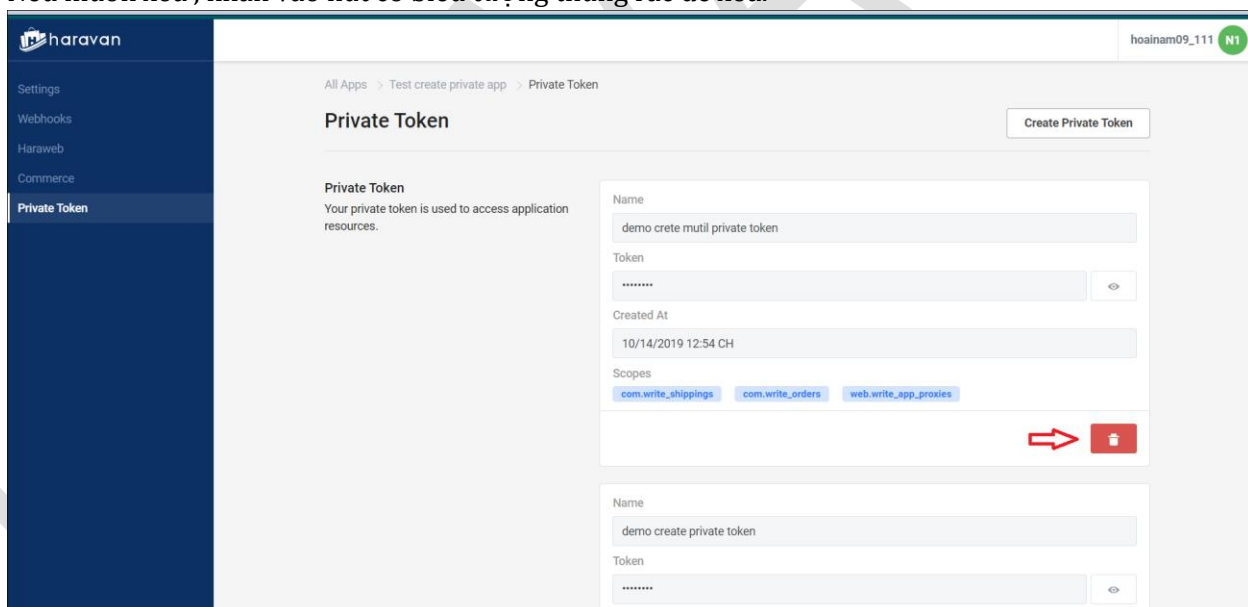 haravan
hoainam09_111 N1
Settings
Webhooks
Haraweb
Commerce
Private Token
All Apps > Test create private app > Private Token
Private Token
Create Private Token
Private Token
Your private token is used to access application
resources.
Name
demo crete mutil private token
Token
••••••••
Created At
10/14/2019 12:54 CH
Scopes
com.write_shippings com.write_orders web.write_app_proxies
Name
demo create private token
Token
••••••••